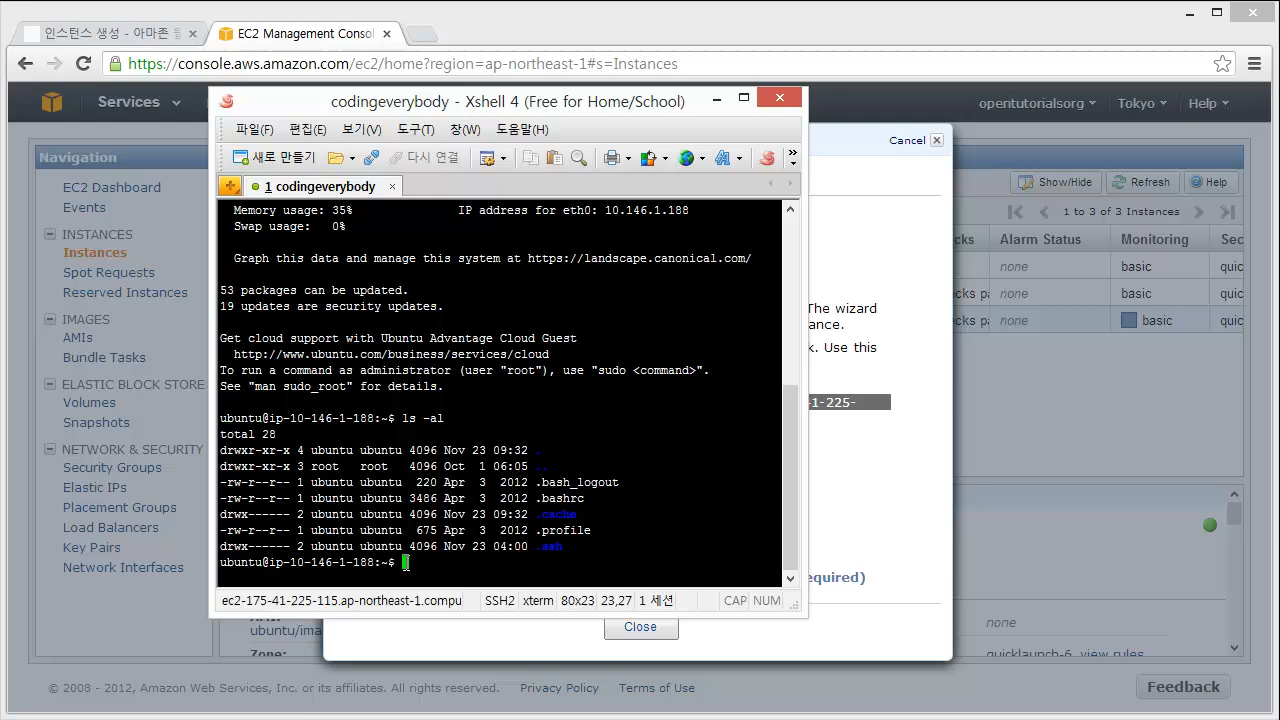 인스턴스 생성 - 아마존
EC2 Management Consol
https://console.aws.amazon.com/ec2/home?region=ap-northeast-1#s=Instances
Services
opentutorialsorg
Tokyo
Help
Navigation
EC2 Dashboard
Events
INSTANCES
Instances
Spot Requests
Reserved Instances
IMAGES
AMIs
Bundle Tasks
ELASTIC BLOCK STORE
Volumes
Snapshots
NETWORK & SECURITY
Security Groups
Elastic IPs
Placement Groups
Load Balancers
Key Pairs
Network Interfaces
codingeverybody - Xshell 4 (Free for Home/School)
파일(F) 편집(E) 보기(V) 도구(T) 창(W) 도움말(H)
새로 만들기 다시 연결
1 codingeverybody
Memory usage: 35% IP address for eth0: 10.146.1.188
Swap usage: 0%
Graph this data and manage this system at https://landscape.canonical.com/
53 packages can be updated.
19 updates are security updates.
Get cloud support with Ubuntu Advantage Cloud Guest
http://www.ubuntu.com/business/services/cloud
To run a command as administrator (user "root"), use "sudo <command>".
See "man sudo_root" for details.
ubuntu@ip-10-146-1-188:~$ ls -al
total 28
drwxr-xr-x 4 ubuntu ubuntu 4096 Nov 23 09:32 .
drwxr-xr-x 3 root root 4096 Oct 1 06:05 ..
-rw-r--r-- 1 ubuntu ubuntu 220 Apr 3 2012 .bash_logout
-rw-r--r-- 1 ubuntu ubuntu 3486 Apr 3 2012 .bashrc
drwx------ 2 ubuntu ubuntu 4096 Nov 23 09:32 .cache
-rw-r--r-- 1 ubuntu ubuntu 675 Apr 3 2012 .profile
drwx------ 2 ubuntu ubuntu 4096 Nov 23 04:00 .ssh
ubuntu@ip-10-146-1-188:~$
ec2-175-41-225-115.ap-northeast-1.compu SSH2 xterm 80x23 23,27 1 세션 CAP NUM
Cancel
The wizard
ance.
k. Use this
-1-225-
equired)
Close
Show/Hide Refresh Help
1 to 3 of 3 Instances
cks Alarm Status Monitoring Sec
none basic quic
cks pa none basic quic
cks pa none basic quic
ubuntu/ima
Zone:
none
quicklaunch-6. view rules
© 2008 - 2012, Amazon Web Services, Inc. or its affiliates. All rights reserved. Privacy Policy Terms of Use
Feedback